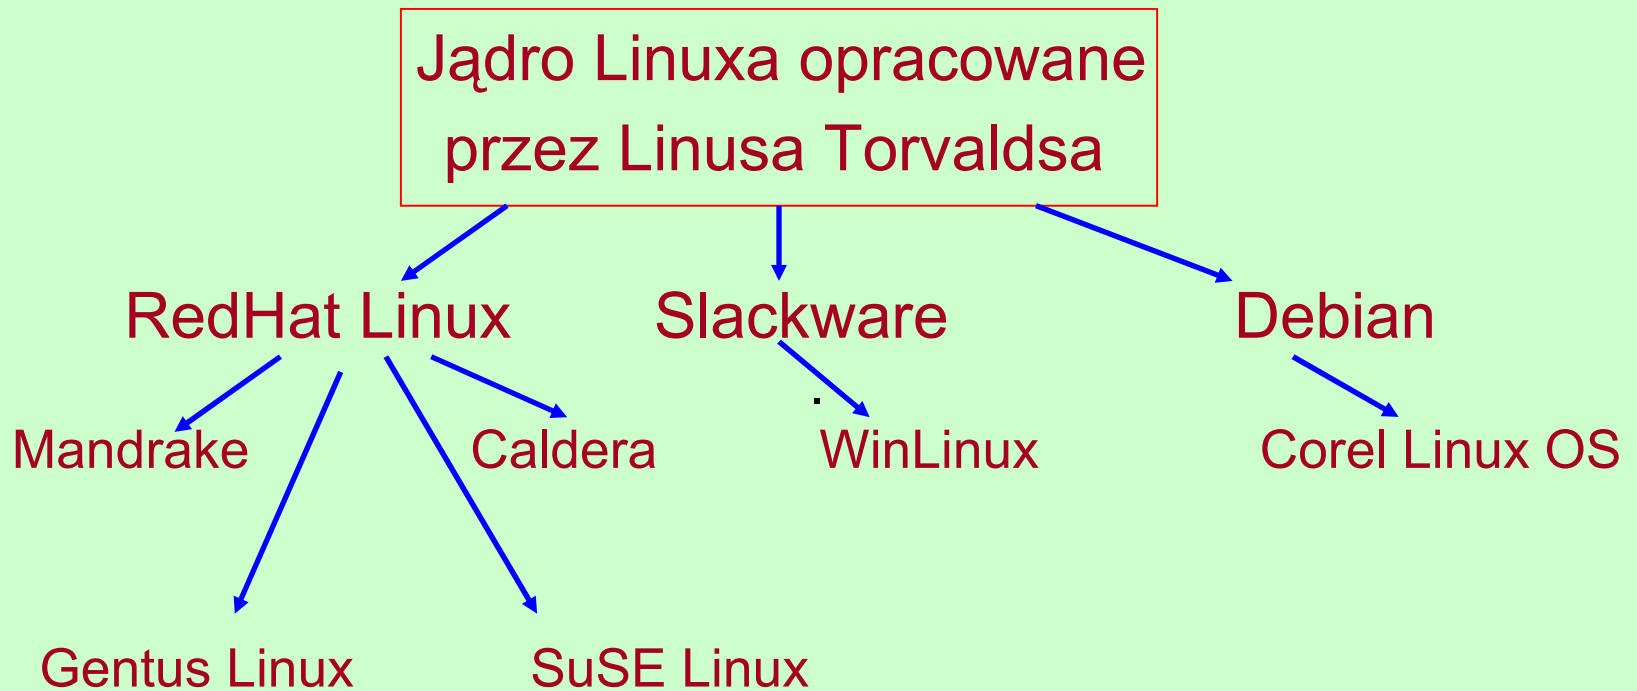 Jądro Linuxa opracowane
przez Linusa Torvaldsa
RedHat Linux Slackware Debian
Mandrake Caldera WinLinux Corel Linux OS
Gentus Linux SuSE Linux